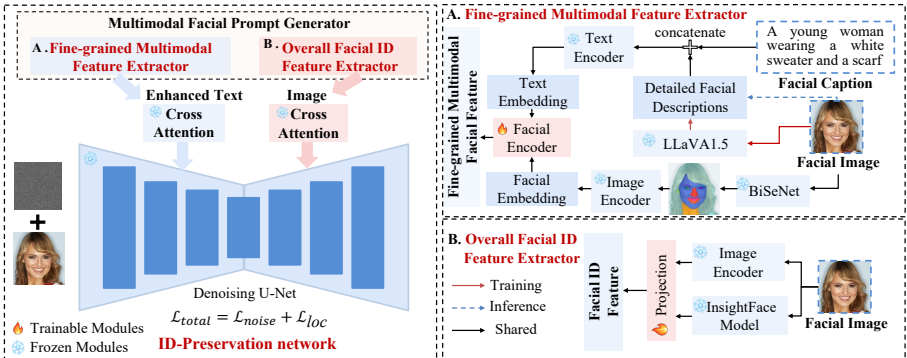 Multimodal Facial Prompt Generator
A. Fine-grained Multimodal
Feature Extractor
B. Overall Facial ID
Feature Extractor
Enhanced Text
Cross
Attention
Image
Cross
Attention
+
Denoising U-Net
ℒtotal = ℒnoise + ℒloc
Trainable Modules
Frozen Modules
ID-Preservation network
A. Fine-grained Multimodal Feature Extractor
Fine-grained Multimodal
Facial Feature
Text
Encoder
concatenate
A young woman
wearing a white
sweater and a scarf
Facial Caption
Text
Embedding
Detailed Facial
Descriptions
Facial
Encoder
LLaVA1.5
Facial Image
Facial
Embedding
Image
Encoder
BiSeNet
B. Overall Facial ID
Feature Extractor
Training
Inference
Shared
Facial ID
Feature
Projection
Image
Encoder
InsightFace
Model
Facial Image